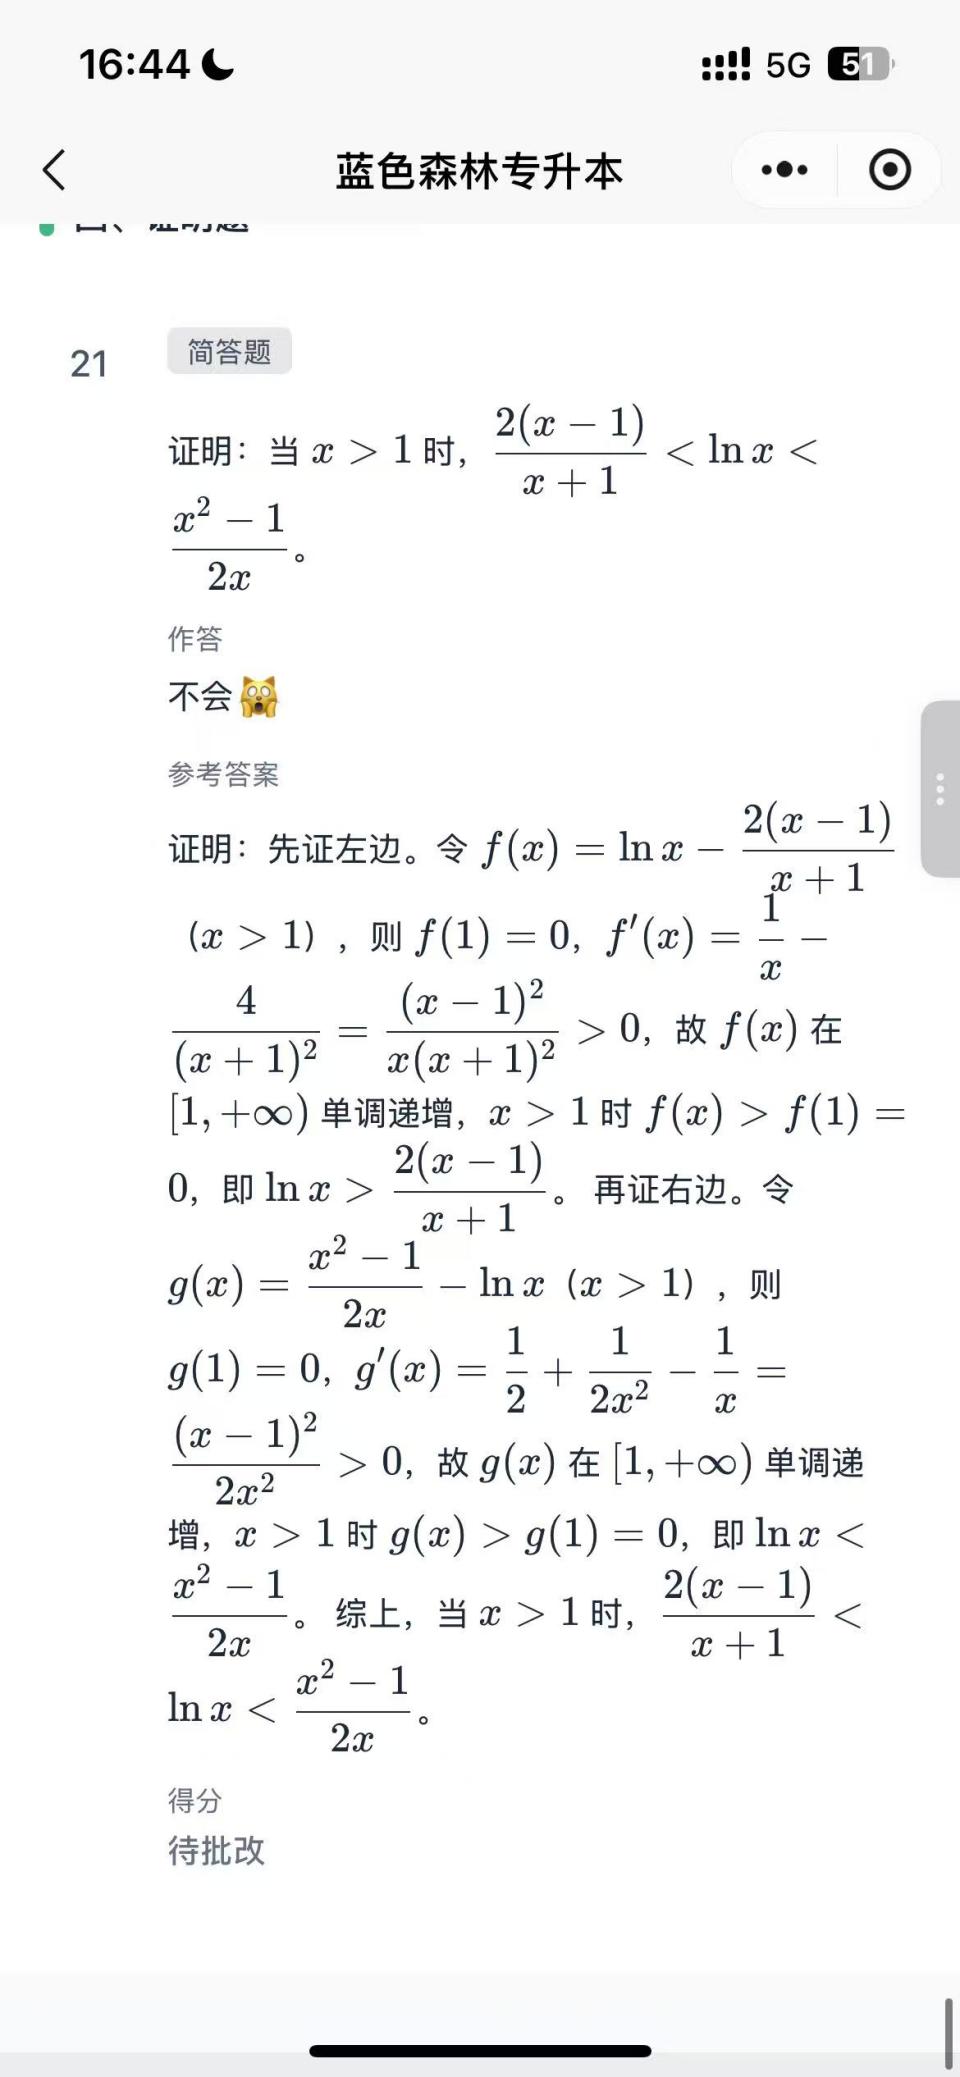 16:44 5G 51
蓝色森林专升本
四、证明题
21 简答题
证明：当 x > 1 时，2(x − 1)/(x + 1) < ln x <
(x² − 1)/(2x)。
作答
不会🙀
参考答案
证明：先证左边。令 f(x) = ln x − 2(x − 1)/(x + 1)
（x > 1），则 f(1) = 0, f′(x) = 1/x −
4/(x + 1)² = (x − 1)²/(x(x + 1)²) > 0，故 f(x) 在
[1, +∞) 单调递增，x > 1 时 f(x) > f(1) =
0，即 ln x > 2(x − 1)/(x + 1)。再证右边。令
g(x) = (x² − 1)/(2x) − ln x（x > 1），则
g(1) = 0, g′(x) = 1/2 + 1/(2x²) − 1/x =
(x − 1)²/(2x²) > 0，故 g(x) 在 [1, +∞) 单调递
增，x > 1 时 g(x) > g(1) = 0，即 ln x <
(x² − 1)/(2x)。综上，当 x > 1 时，2(x − 1)/(x + 1) <
ln x < (x² − 1)/(2x)。
得分
待批改